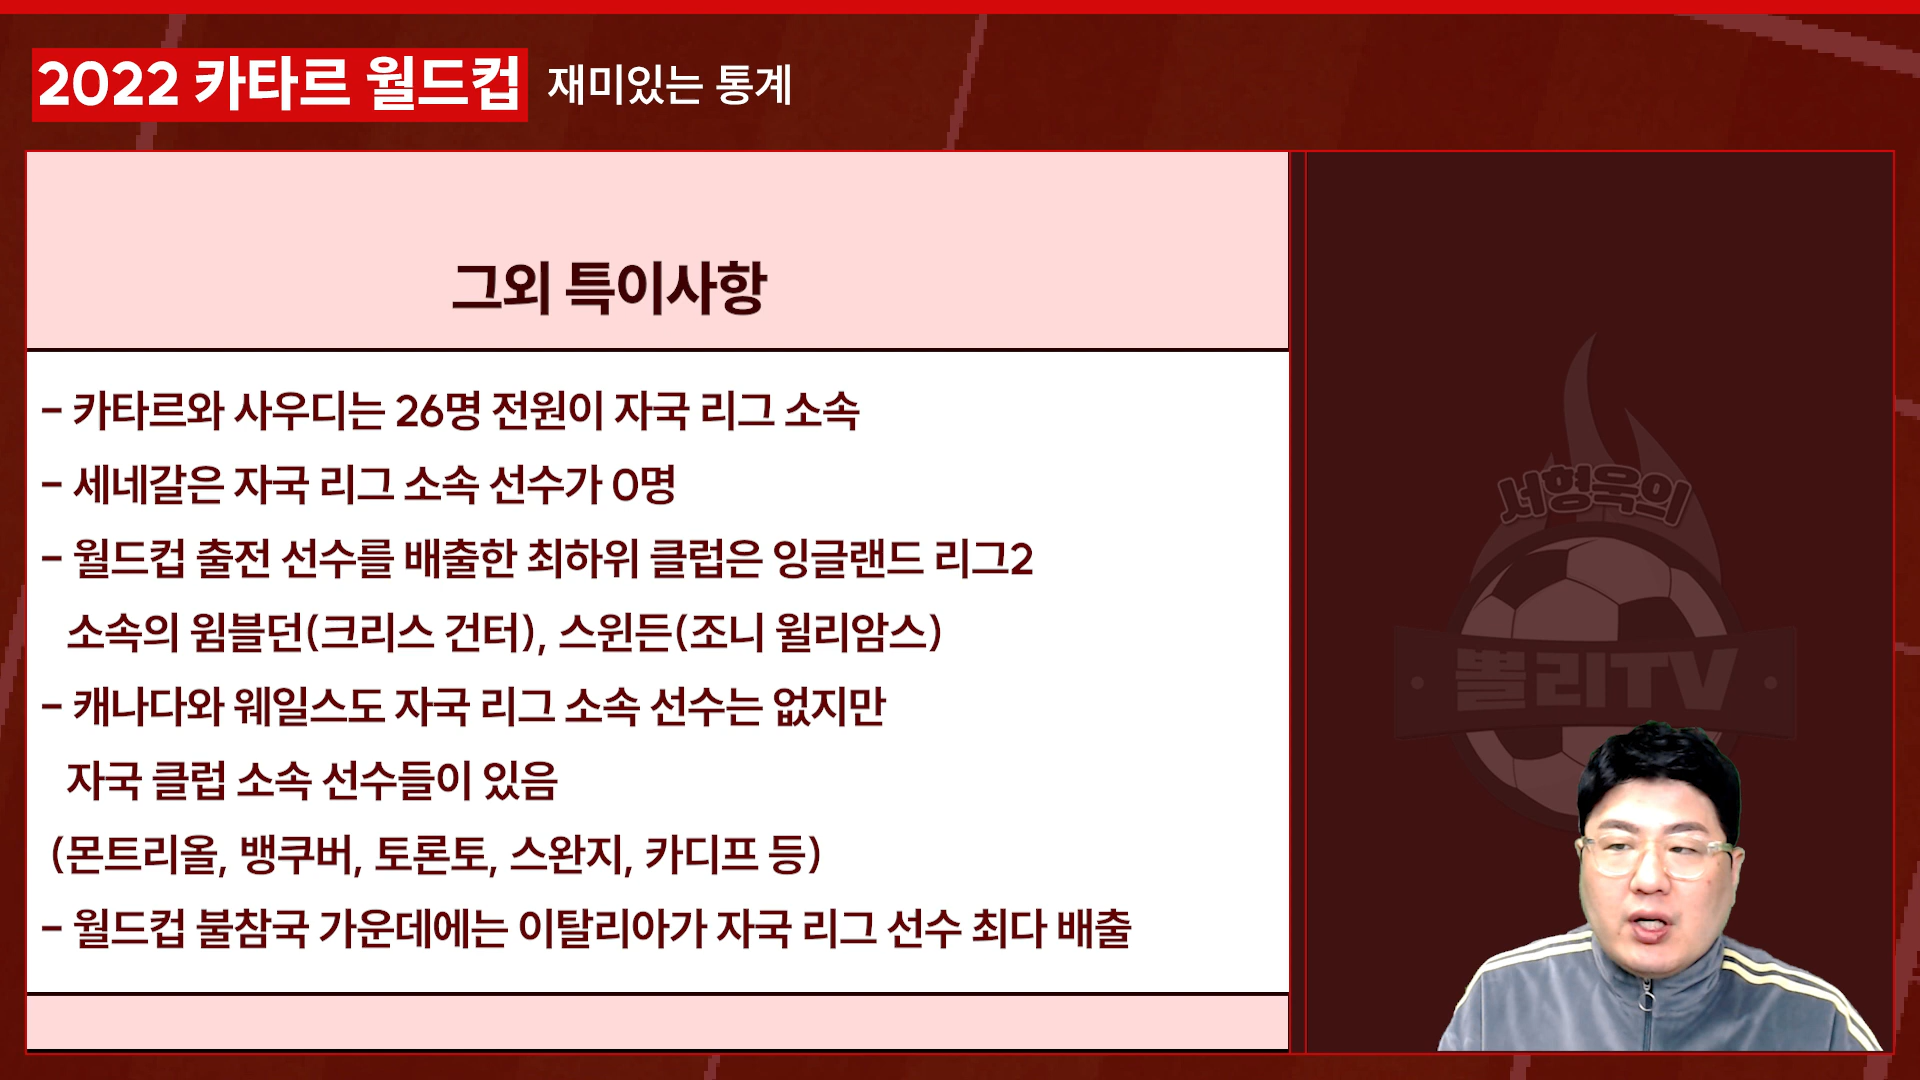 2022 카타르 월드컵 재미있는 통계
그외 특이사항
- 카타르와 사우디는 26명 전원이 자국 리그 소속
- 세네갈은 자국 리그 소속 선수가 0명
- 월드컵 출전 선수를 배출한 최하위 클럽은 잉글랜드 리그2
소속의 윔블던(크리스 건터), 스윈든(조니 윌리암스)
- 캐나다와 웨일스도 자국 리그 소속 선수는 없지만
자국 클럽 소속 선수들이 있음
(몬트리올, 뱅쿠버, 토론토, 스완지, 카디프 등)
- 월드컵 불참국 가운데에는 이탈리아가 자국 리그 선수 최다 배출
서형욱의
뽈리TV